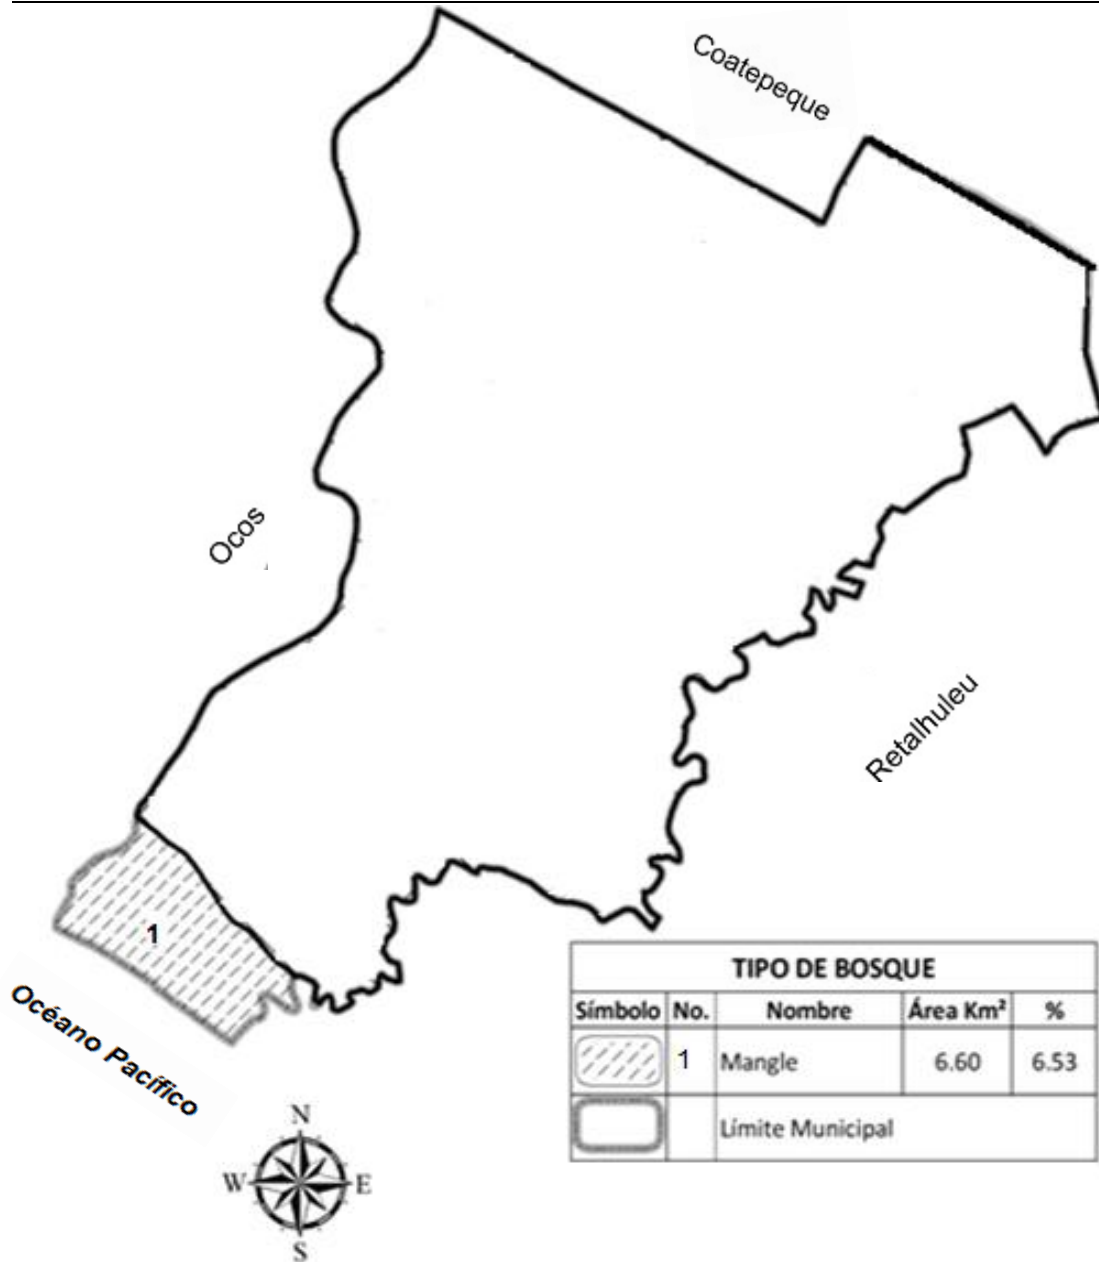 Coatepeque
Ocos
Retalhuleu
1
Océano Pacífico
TIPO DE BOSQUE
Símbolo No. Nombre Área Km² %
1 Mangle 6.60 6.53
Límite Municipal
N
W E
S